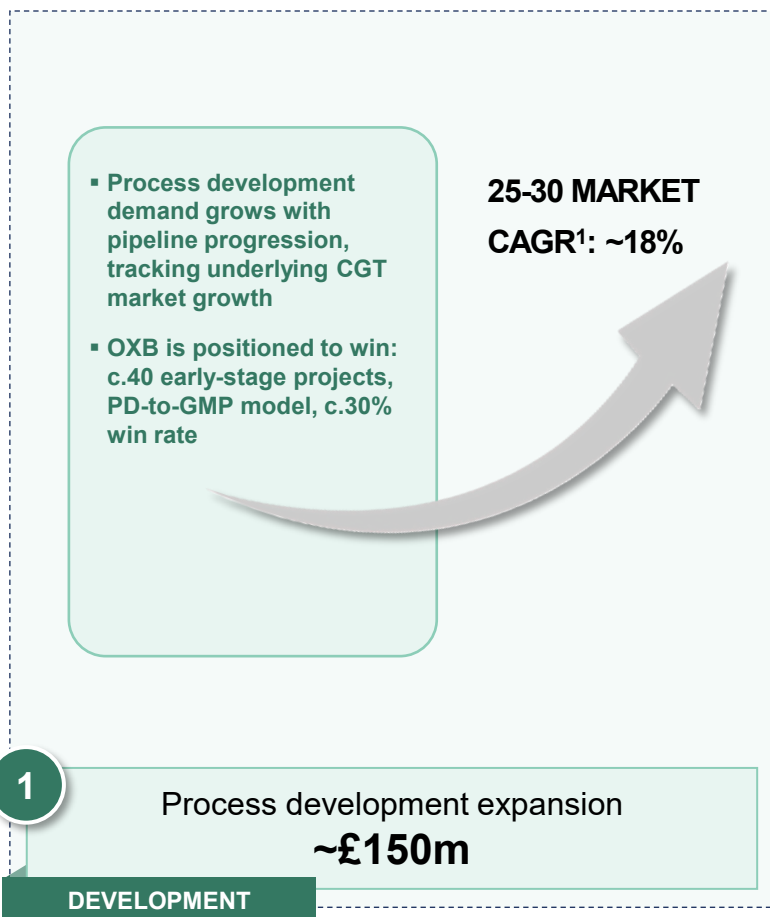 ▪ Process development
demand grows with
pipeline progression,
tracking underlying CGT
market growth
▪ OXB is positioned to win:
c.40 early-stage projects,
PD-to-GMP model, c.30%
win rate
25-30 MARKET
CAGR¹: ~18%
1
Process development expansion
~£150m
DEVELOPMENT